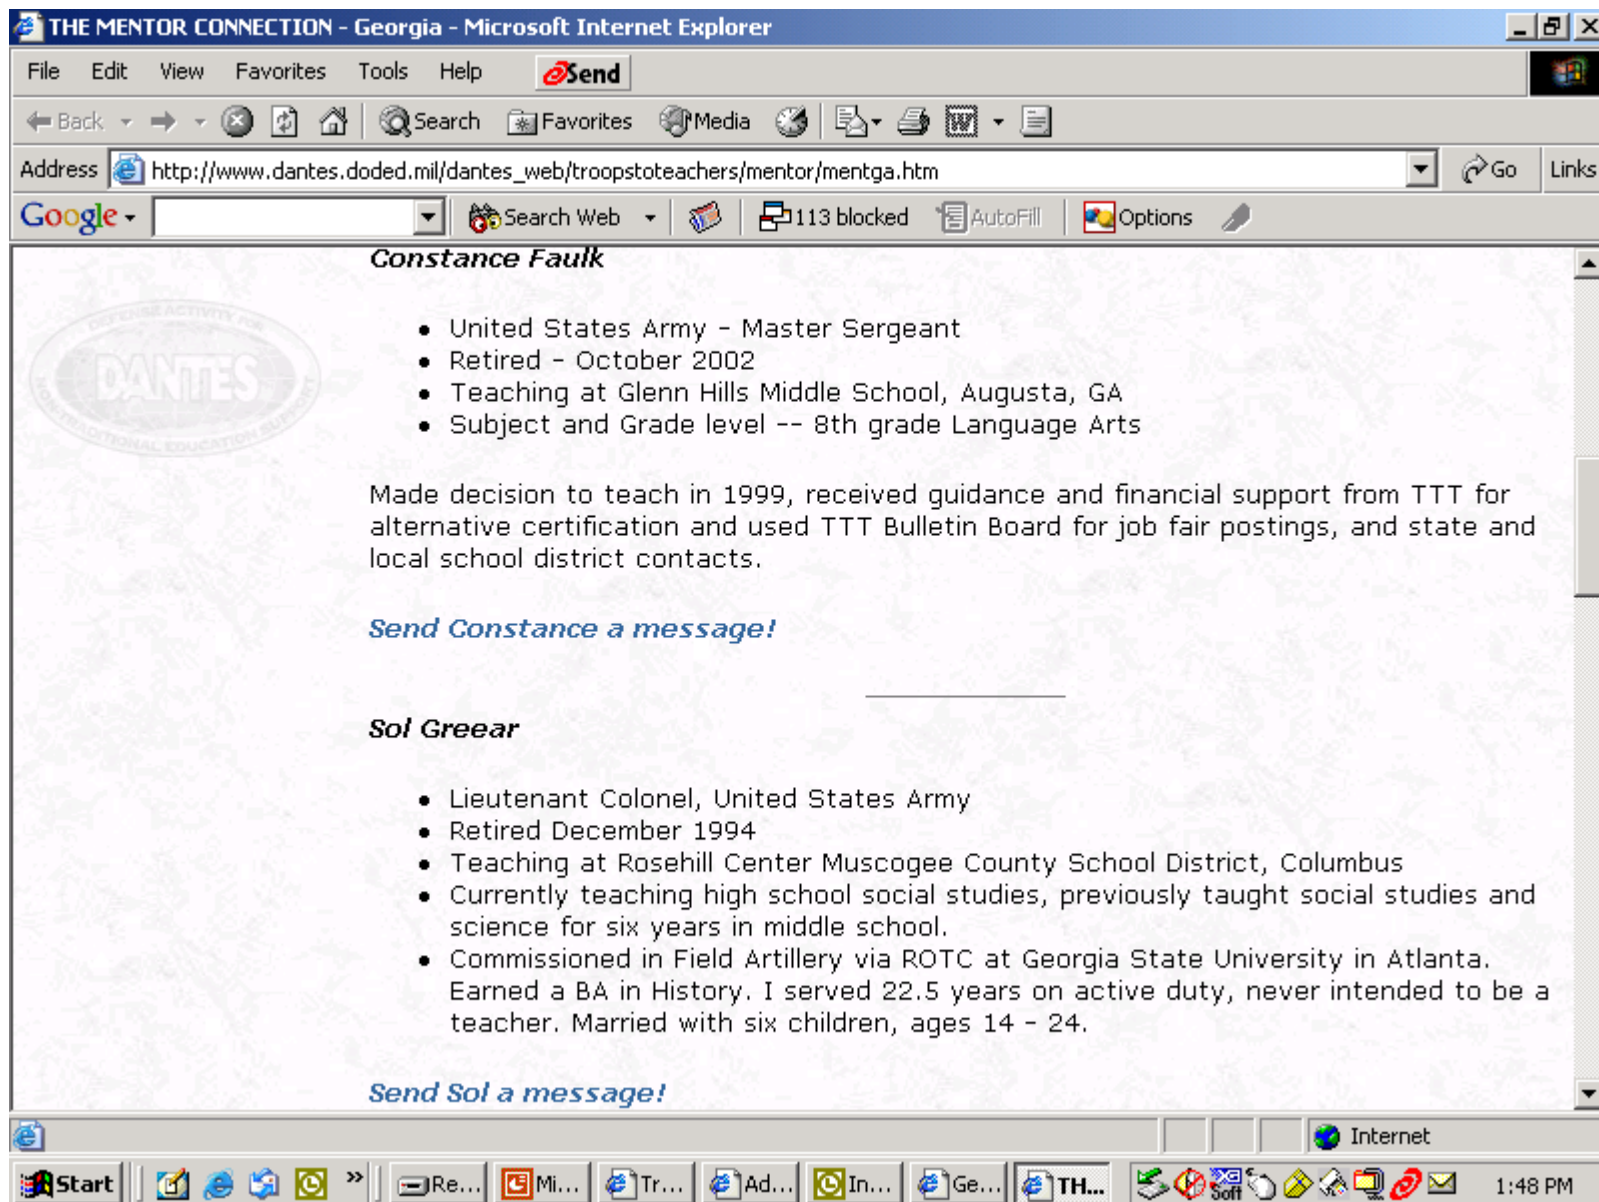 THE MENTOR CONNECTION - Georgia - Microsoft Internet Explorer
File Edit View Favorites Tools Help Send
Back Search Favorites Media
Address http://www.dantes.doded.mil/dantes_web/troopstoteachers/mentor/mentga.htm Go Links
Google Search Web 113 blocked AutoFill Options
Constance Faulk
DEFENSE ACTIVITY FOR
DANTES
NON-TRADITIONAL EDUCATION SUPPORT
• United States Army - Master Sergeant
• Retired - October 2002
• Teaching at Glenn Hills Middle School, Augusta, GA
• Subject and Grade level -- 8th grade Language Arts
Made decision to teach in 1999, received guidance and financial support from TTT for
alternative certification and used TTT Bulletin Board for job fair postings, and state and
local school district contacts.
Send Constance a message!
Sol Greear
• Lieutenant Colonel, United States Army
• Retired December 1994
• Teaching at Rosehill Center Muscogee County School District, Columbus
• Currently teaching high school social studies, previously taught social studies and
science for six years in middle school.
• Commissioned in Field Artillery via ROTC at Georgia State University in Atlanta.
Earned a BA in History. I served 22.5 years on active duty, never intended to be a
teacher. Married with six children, ages 14 - 24.
Send Sol a message!
Internet
Start » Re... Mi... Tr... Ad... In... Ge... TH... Soft 1:48 PM